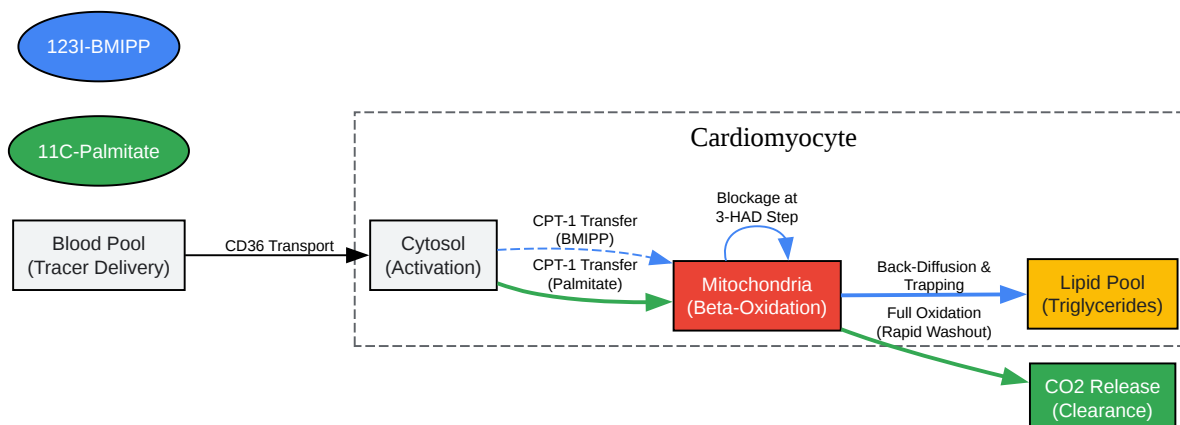 123I-BMIPP
11C-Palmitate
Cardiomyocyte
Blood Pool
(Tracer Delivery)
CD36 Transport
Cytosol
(Activation)
CPT-1 Transfer
(BMIPP)
CPT-1 Transfer
(Palmitate)
Blockage at
3-HAD Step
Mitochondria
(Beta-Oxidation)
Back-Diffusion &
Trapping
Full Oxidation
(Rapid Washout)
Lipid Pool
(Triglycerides)
CO2 Release
(Clearance)